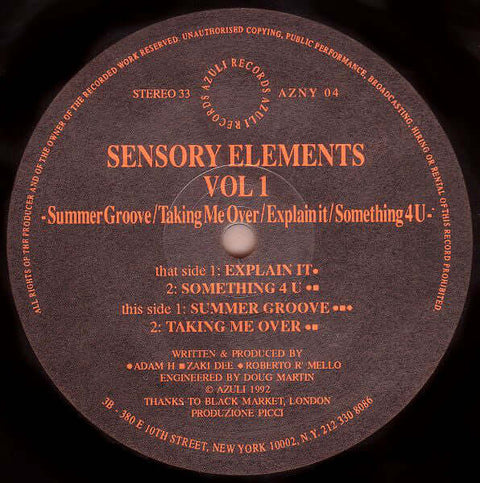 ALL RIGHTS OF THE PRODUCER AND OF THE OWNER OF THE RECORDED WORK RESERVED. UNAUTHORISED COPYING, PUBLIC PERFORMANCE, BROADCASTING, HIRING OR RENTAL OF THIS RECORD PROHIBITED
AZULI RECORDS AZULI RECORDS
STEREO 33
AZNY 04
SENSORY ELEMENTS
VOL 1
- Summer Groove / Taking Me Over / Explain it / Something 4 U -
that side 1: EXPLAIN IT●
2: SOMETHING 4 U ●■
this side 1: SUMMER GROOVE ●■◆
2: TAKING ME OVER ●■
WRITTEN & PRODUCED BY
●ADAM H ■ZAKI DEE ◆ROBERTO R' MELLO
ENGINEERED BY DOUG MARTIN
© AZULI 1992
THANKS TO BLACK MARKET, LONDON
PRODUZIONE PICCI
3B - 380 E 10TH STREET, NEW YORK 10002, N.Y. 212 330 8086